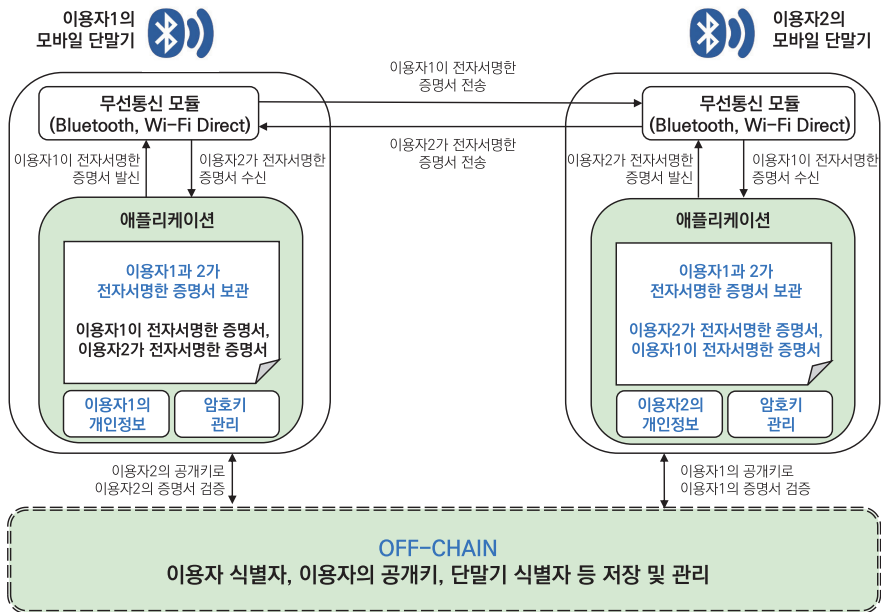 이용자1의
모바일 단말기
이용자2의
모바일 단말기
이용자1이 전자서명한
증명서 전송
무선통신 모듈
(Bluetooth, Wi-Fi Direct)
무선통신 모듈
(Bluetooth, Wi-Fi Direct)
이용자2가 전자서명한
증명서 전송
이용자1이 전자서명한
증명서 발신
이용자2가 전자서명한
증명서 수신
이용자2가 전자서명한
증명서 발신
이용자1이 전자서명한
증명서 수신
애플리케이션
이용자1과 2가
전자서명한 증명서 보관
이용자1이 전자서명한 증명서,
이용자2가 전자서명한 증명서
이용자1의
개인정보
암호키
관리
애플리케이션
이용자1과 2가
전자서명한 증명서 보관
이용자2가 전자서명한 증명서,
이용자1이 전자서명한 증명서
이용자2의
개인정보
암호키
관리
이용자2의 공개키로
이용자2의 증명서 검증
이용자1의 공개키로
이용자1의 증명서 검증
OFF-CHAIN
이용자 식별자, 이용자의 공개키, 단말기 식별자 등 저장 및 관리